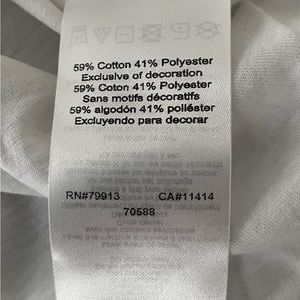 59% Cotton 41% Polyester
Exclusive of decoration
59% Coton 41% Polyester
Sans motifs décoratifs
59% algodón 41% poliéster
Excluyendo para decorar
RN#79913 CA#11414
70588